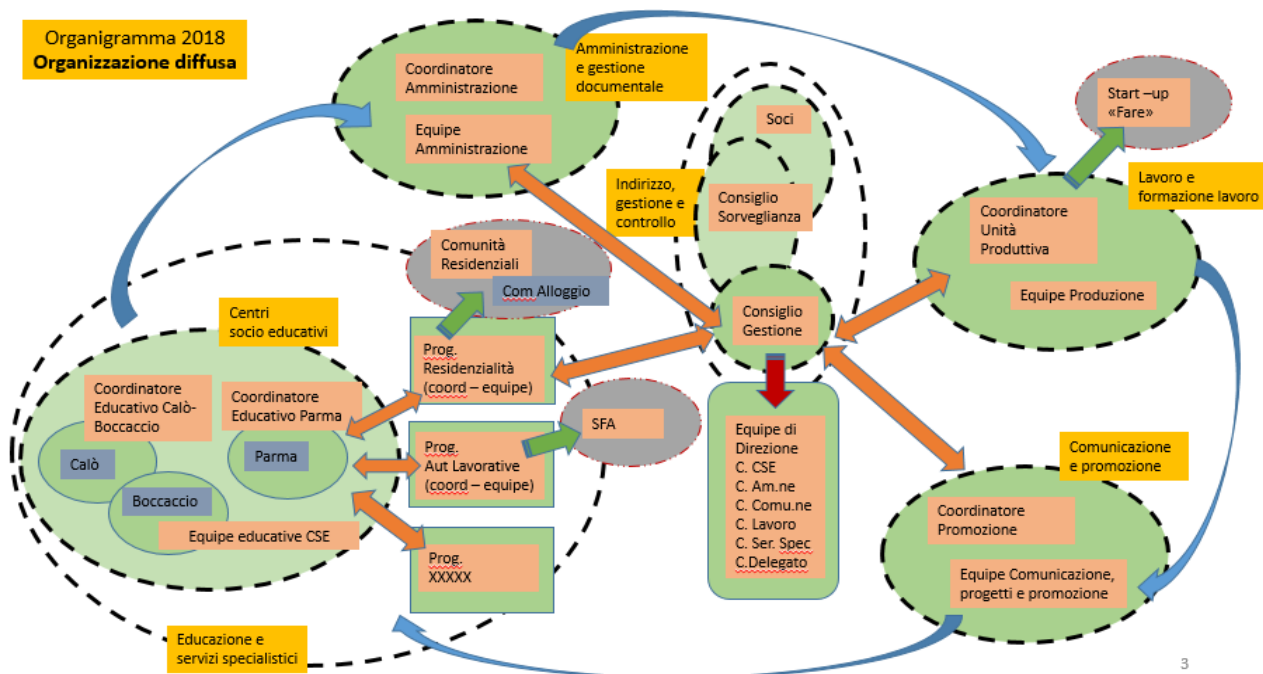 Organigramma 2018
Organizzazione diffusa
Coordinatore
Amministrazione
Equipe
Amministrazione
Amministrazione
e gestione
documentale
Soci
Consiglio
Sorveglianza
Indirizzo,
gestione e
controllo
Start –up
«Fare»
Lavoro e
formazione lavoro
Coordinatore
Unità
Produttiva
Equipe Produzione
Comunità
Residenziali
Com Alloggio
Consiglio
Gestione
Centri
socio educativi
Coordinatore
Educativo Calò-
Boccaccio
Coordinatore
Educativo Parma
Calò
Parma
Boccaccio
Equipe educative CSE
Prog.
Residenzialità
(coord – equipe)
SFA
Prog.
Aut Lavorative
(coord – equipe)
Prog.
XXXXX
Equipe di
Direzione
C. CSE
C. Am.ne
C. Comu.ne
C. Lavoro
C. Ser. Spec
C.Delegato
Comunicazione
e promozione
Coordinatore
Promozione
Equipe Comunicazione,
progetti e promozione
Educazione e
servizi specialistici
3